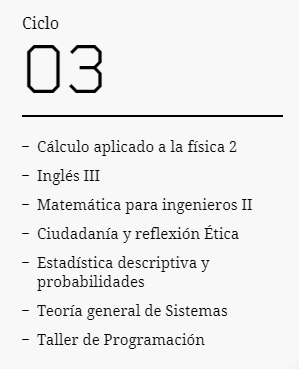 Ciclo
03
– Cálculo aplicado a la física 2
– Inglés III
– Matemática para ingenieros II
– Ciudadanía y reflexión Ética
– Estadística descriptiva y
probabilidades
– Teoría general de Sistemas
– Taller de Programación